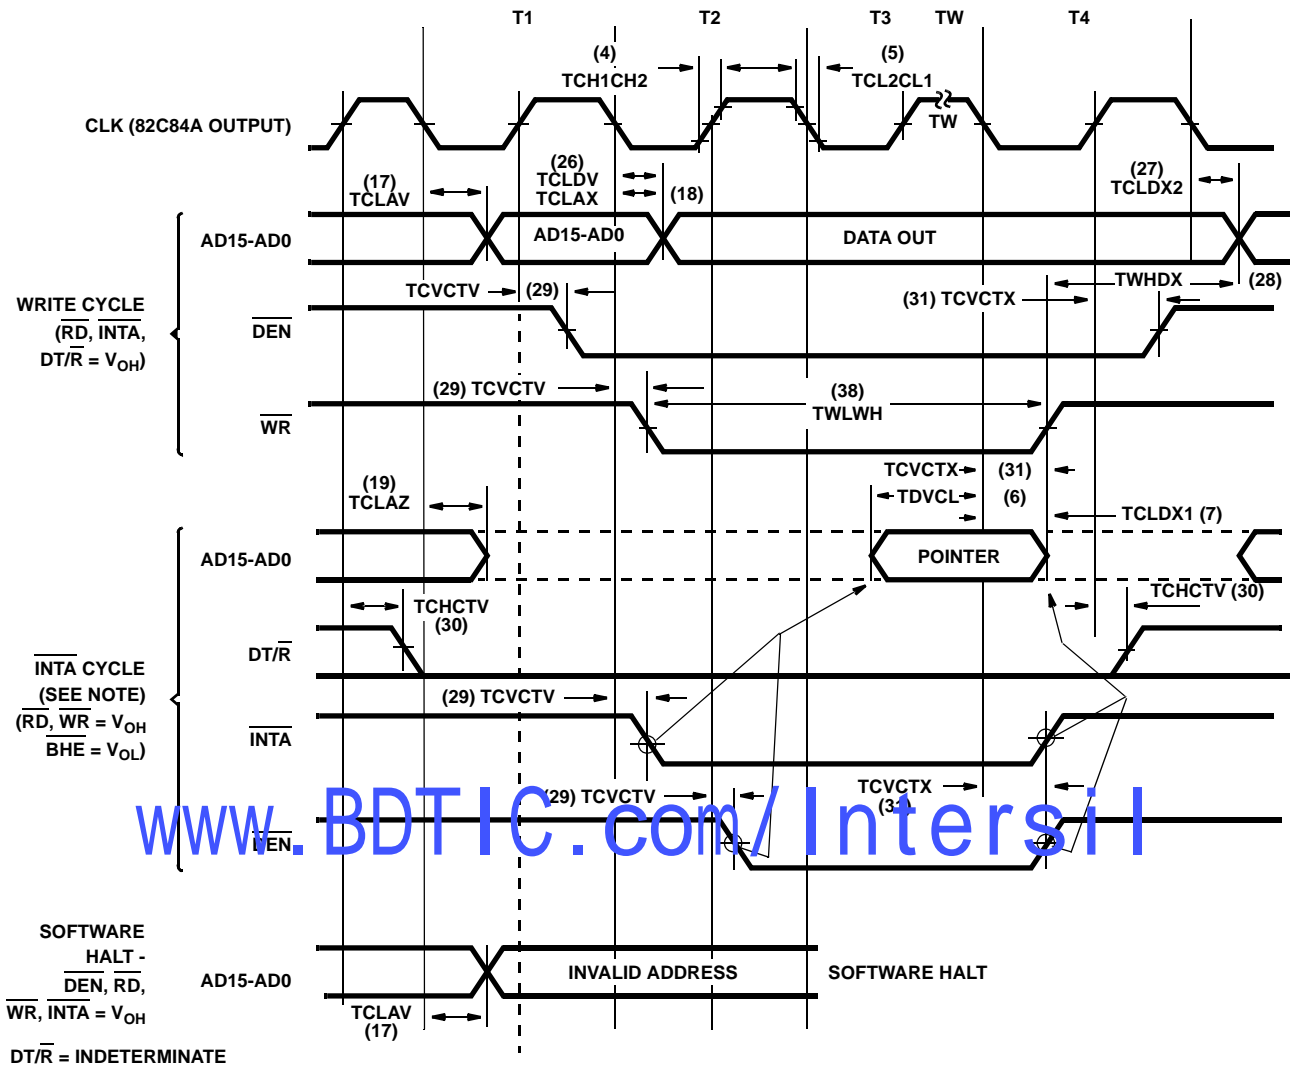 T1 T2 T3 TW T4
(4) (5)
TCH1CH2 TCL2CL1
CLK (82C84A OUTPUT) TW
(17) TCLAV
(26) TCLDV
TCLAX (18)
(27) TCLDX2
AD15-AD0 AD15-AD0 DATA OUT
TCVCTV (29)
TWHDX (28)
(31) TCVCTX
WRITE CYCLE
(RD, INTA,
DT/R = VOH)
DEN
(29) TCVCTV
(38)
TWLWH
WR
TCVCTX (31)
(19)
TCLAZ
TDVCL (6)
TCLDX1 (7)
AD15-AD0 POINTER
TCHCTV
(30)
TCHCTV (30)
DT/R
INTA CYCLE
(SEE NOTE)
(RD, WR = VOH
BHE = VOL)
(29) TCVCTV
INTA
(29) TCVCTV
TCVCTX
(31)
www.BDTIC.com/Intersil
DEN
SOFTWARE
HALT -
DEN, RD,
WR, INTA = VOH
AD15-AD0 INVALID ADDRESS SOFTWARE HALT
TCLAV
(17)
DT/R = INDETERMINATE